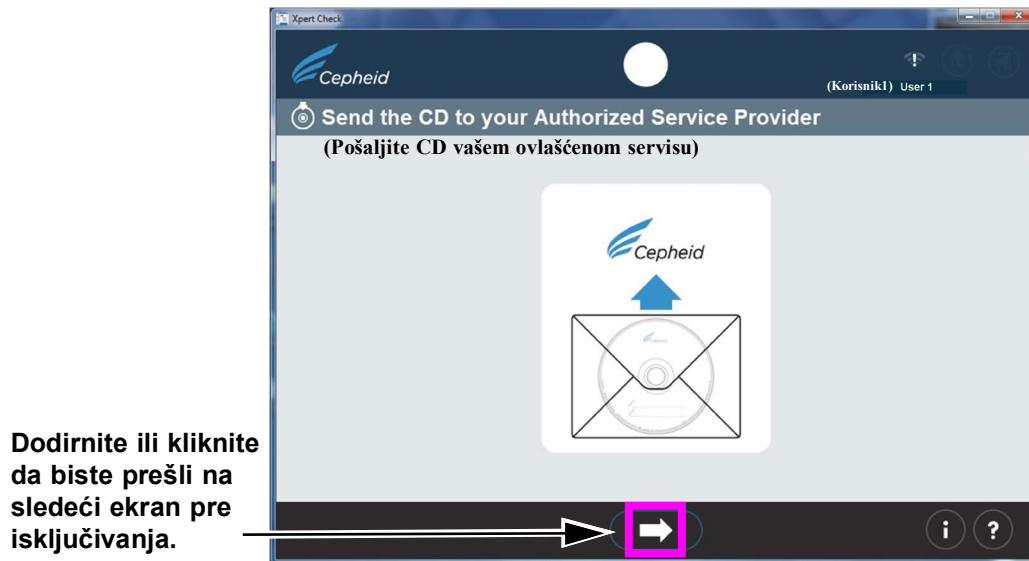 Xpert Check
Cepheid
(Korisnik1) User 1
Send the CD to your Authorized Service Provider
(Pošaljite CD vašem ovlašćenom servisu)
Cepheid
Dodirnite ili kliknite
da biste prešli na
sledeći ekran pre
isključivanja.
i
?